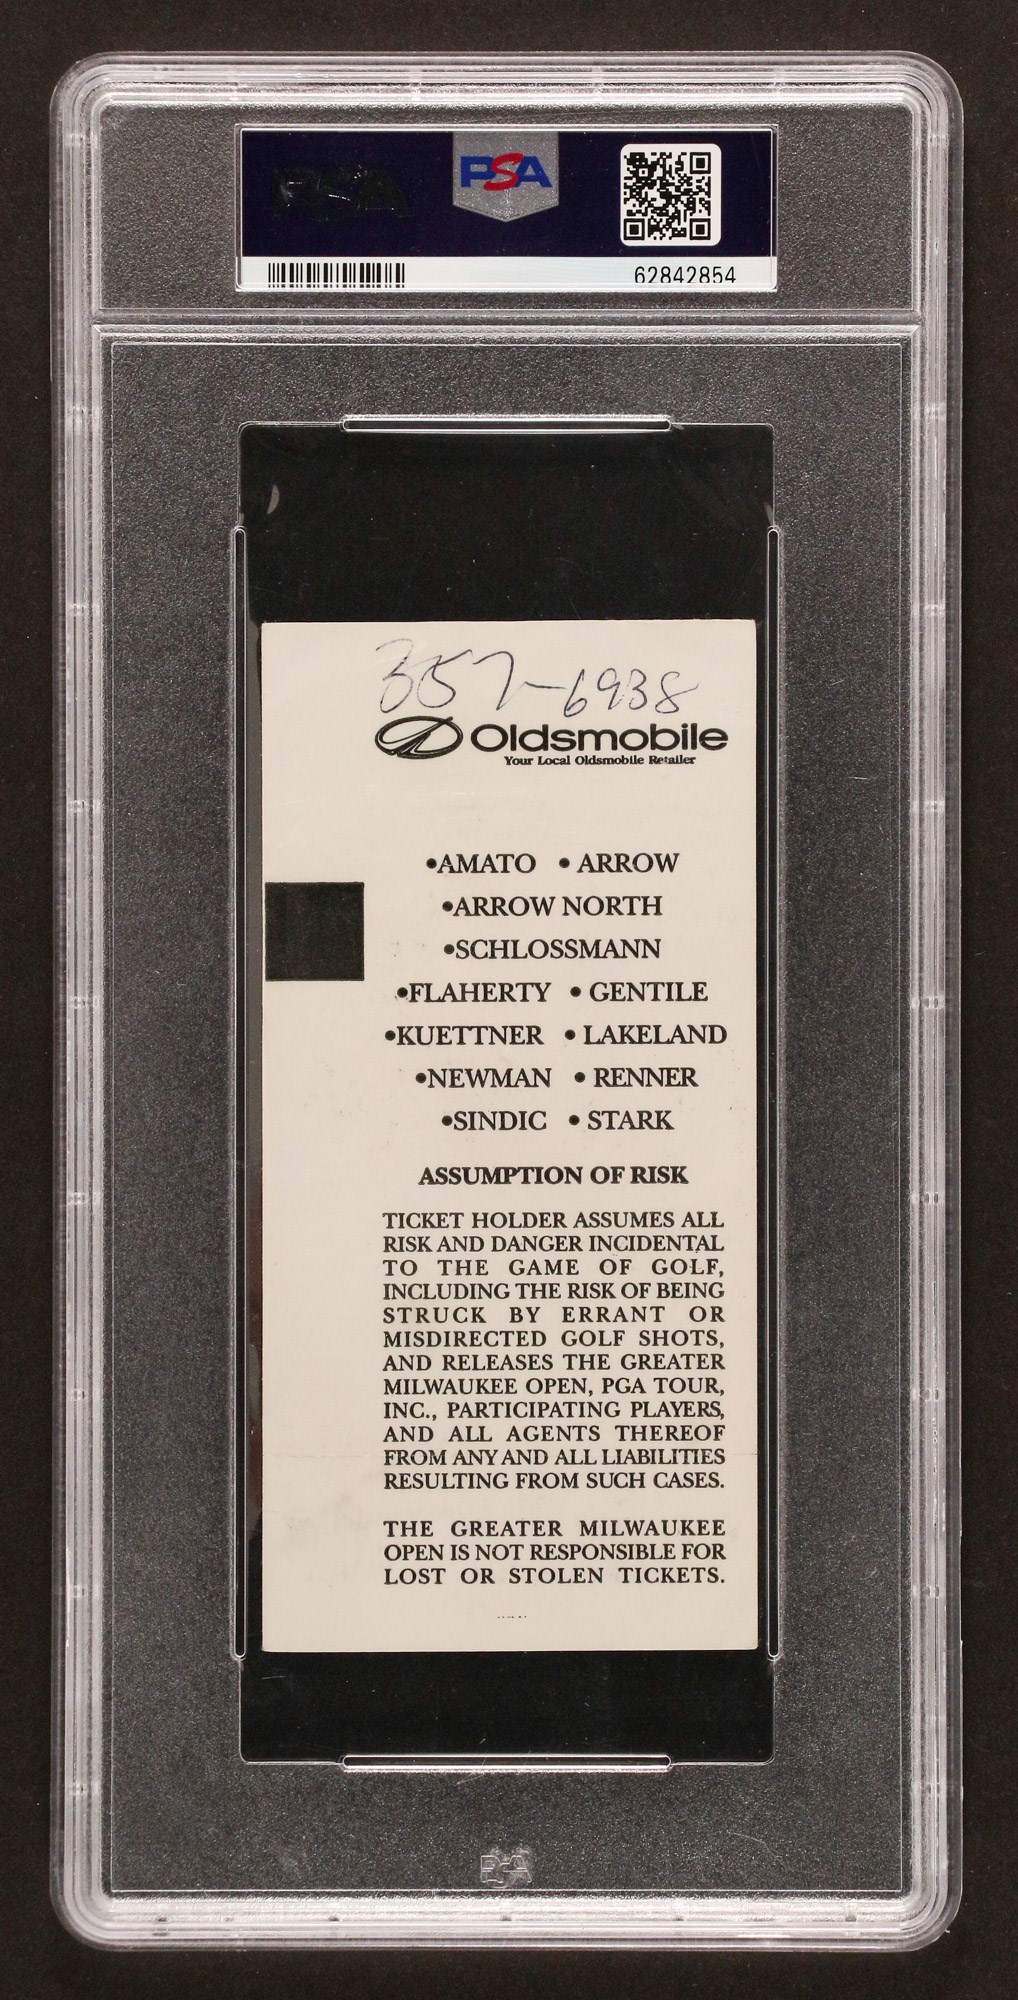 PSA
PSA
62842854
357-6938
Oldsmobile
Your Local Oldsmobile Retailer
•AMATO • ARROW
•ARROW NORTH
•SCHLOSSMANN
•FLAHERTY • GENTILE
•KUETTNER • LAKELAND
•NEWMAN • RENNER
•SINDIC • STARK
ASSUMPTION OF RISK
TICKET HOLDER ASSUMES ALL
RISK AND DANGER INCIDENTAL
TO THE GAME OF GOLF,
INCLUDING THE RISK OF BEING
STRUCK BY ERRANT OR
MISDIRECTED GOLF SHOTS,
AND RELEASES THE GREATER
MILWAUKEE OPEN, PGA TOUR,
INC., PARTICIPATING PLAYERS,
AND ALL AGENTS THEREOF
FROM ANY AND ALL LIABILITIES
RESULTING FROM SUCH CASES.
THE GREATER MILWAUKEE
OPEN IS NOT RESPONSIBLE FOR
LOST OR STOLEN TICKETS.
PSA